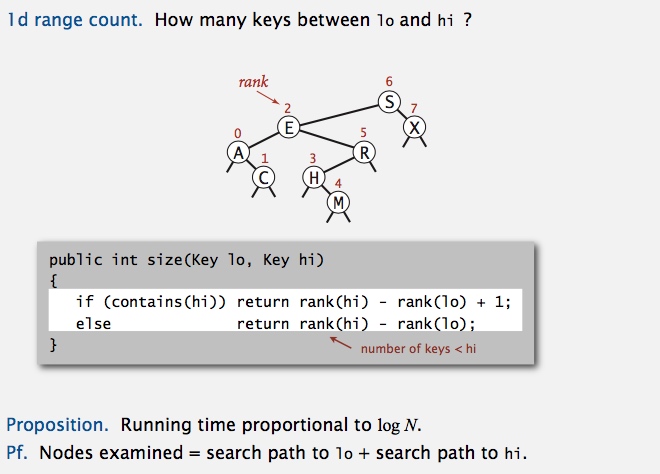 1d range count. How many keys between lo and hi ?
rank
6
S
2
7
E
X
0
5
A
R
1
3
C
H
4
M
public int size(Key lo, Key hi)
{
if (contains(hi)) return rank(hi) - rank(lo) + 1;
else return rank(hi) - rank(lo);
}
number of keys < hi
Proposition. Running time proportional to log N.
Pf. Nodes examined = search path to lo + search path to hi.